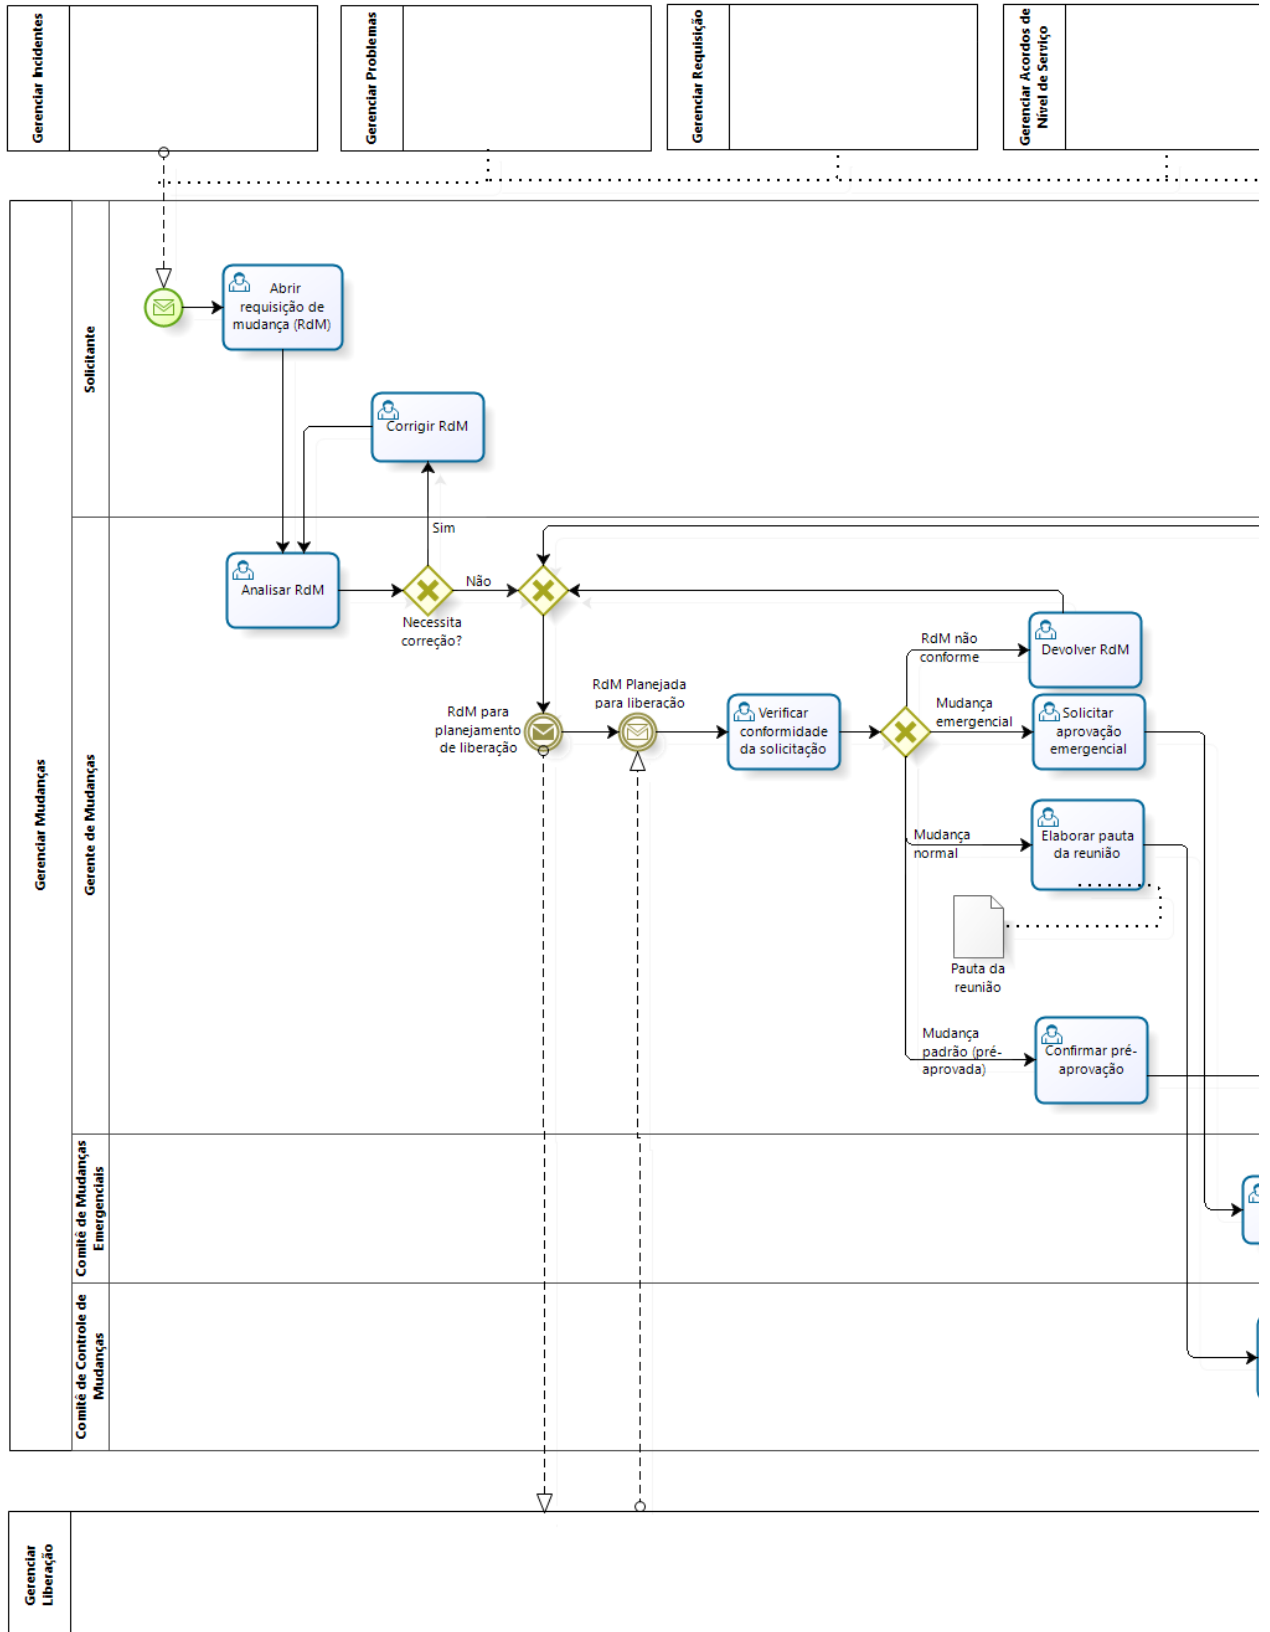 Gerenciar Incidentes
Gerenciar Problemas
Gerenciar Requisição
Gerenciar Acordos de
Nível de Serviço
Gerenciar Mudanças
Solicitante
Abrir
requisição de
mudança (RdM)
Corrigir RdM
Sim
Gerente de Mudanças
Analisar RdM
Não
Necessita
correção?
RdM não
conforme
Devolver RdM
RdM Planejada
para liberação
RdM para
planejamento
de liberação
Verificar
conformidade
da solicitação
Mudança
emergencial
Solicitar
aprovação
emergencial
Mudança
normal
Elaborar pauta
da reunião
Pauta da
reunião
Mudança
padrão (pré-
aprovada)
Confirmar pré-
aprovação
Comitê de Mudanças
Emergenciais
Comitê de Controle de
Mudanças
Gerenciar
Liberação